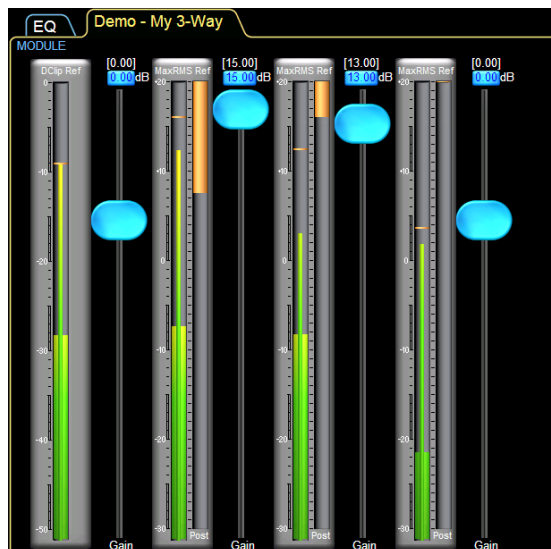 EQ Demo - My 3-Way
MODULE
[0.00] [15.00] [13.00] [0.00]
DClip Ref 0.00 dB MaxRMS Ref 15.00 dB MaxRMS Ref 13.00 dB MaxRMS Ref 0.00 dB
0 +20 +20 +20
-10 +10 +10 +10
-20 0 0 0
-30 -10 -10 -10
-40 -20 -20 -20
-50 -30 Post -30 Post -30 Post
Gain Gain Gain Gain